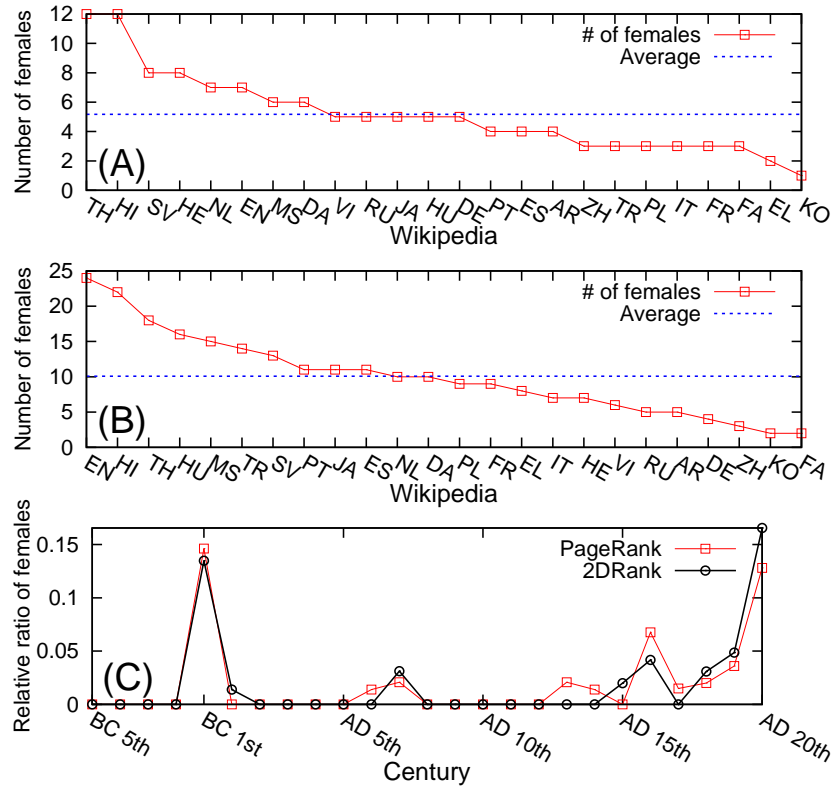 12
10
8
6
4
2
0
Number of females
# of females
Average
(A)
TH HI SV HE NL EN MS DA VI RU JA HU DE PT ES AR ZH TR PL IT FR FA EL KO
Wikipedia
25
20
15
10
5
0
Number of females
# of females
Average
(B)
EN HI TH HU MS TR SV PT JA ES NL DA PL FR EL IT HE VI RU AR DE ZH KO FA
Wikipedia
0.15
0.1
0.05
0
Relative ratio of females
PageRank
2DRank
(C)
BC 5th BC 1st AD 5th AD 10th AD 15th AD 20th
Century